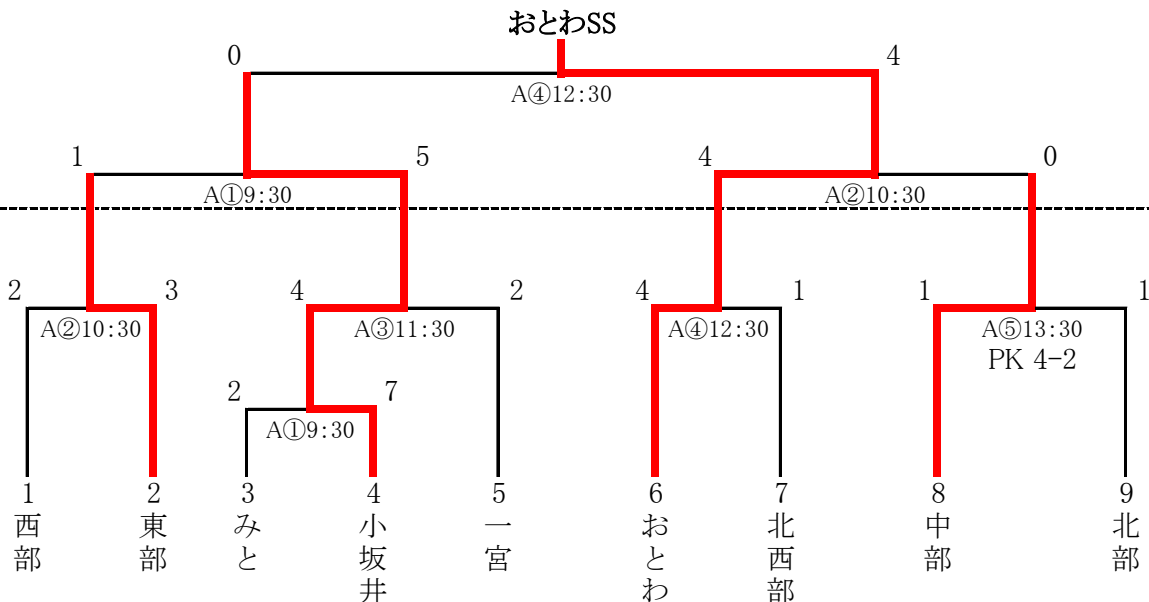 おとわSS
0 4
A④12:30
1 5 4 0
A①9:30 A②10:30
2 3 4 2 4 1 1 1
A②10:30 A③11:30 A④12:30 A⑤13:30
PK 4-2
2 7
A①9:30
1 2 3 4 5 6 7 8 9
西部
東部
みと
小坂井
一宮
おとわ
北西部
中部
北部